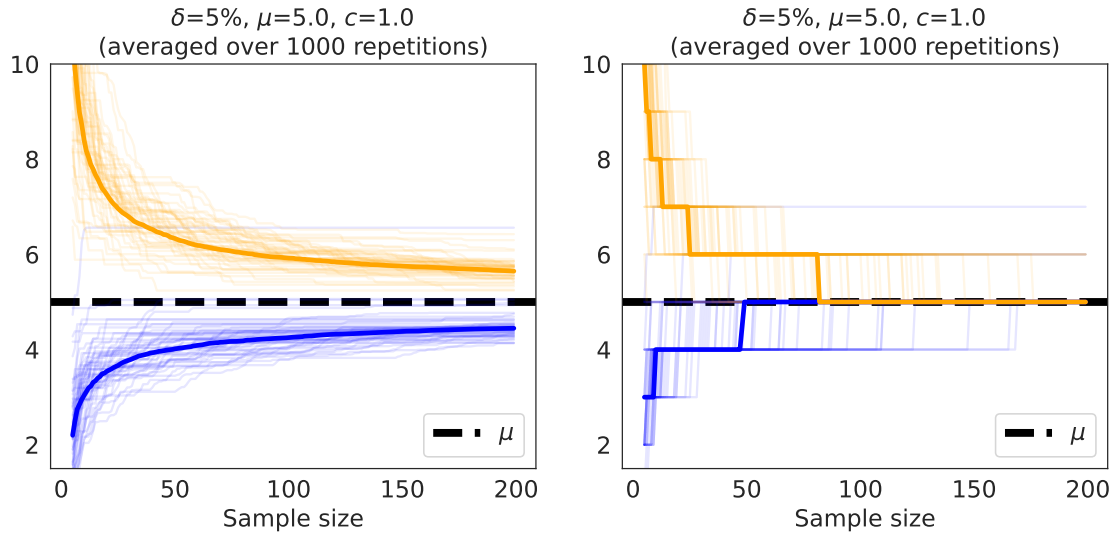 δ=5%, μ=5.0, c=1.0
(averaged over 1000 repetitions)
10
8
6
4
2
0
50
100
150
200
Sample size
μ
δ=5%, μ=5.0, c=1.0
(averaged over 1000 repetitions)
10
8
6
4
2
0
50
100
150
200
Sample size
μ